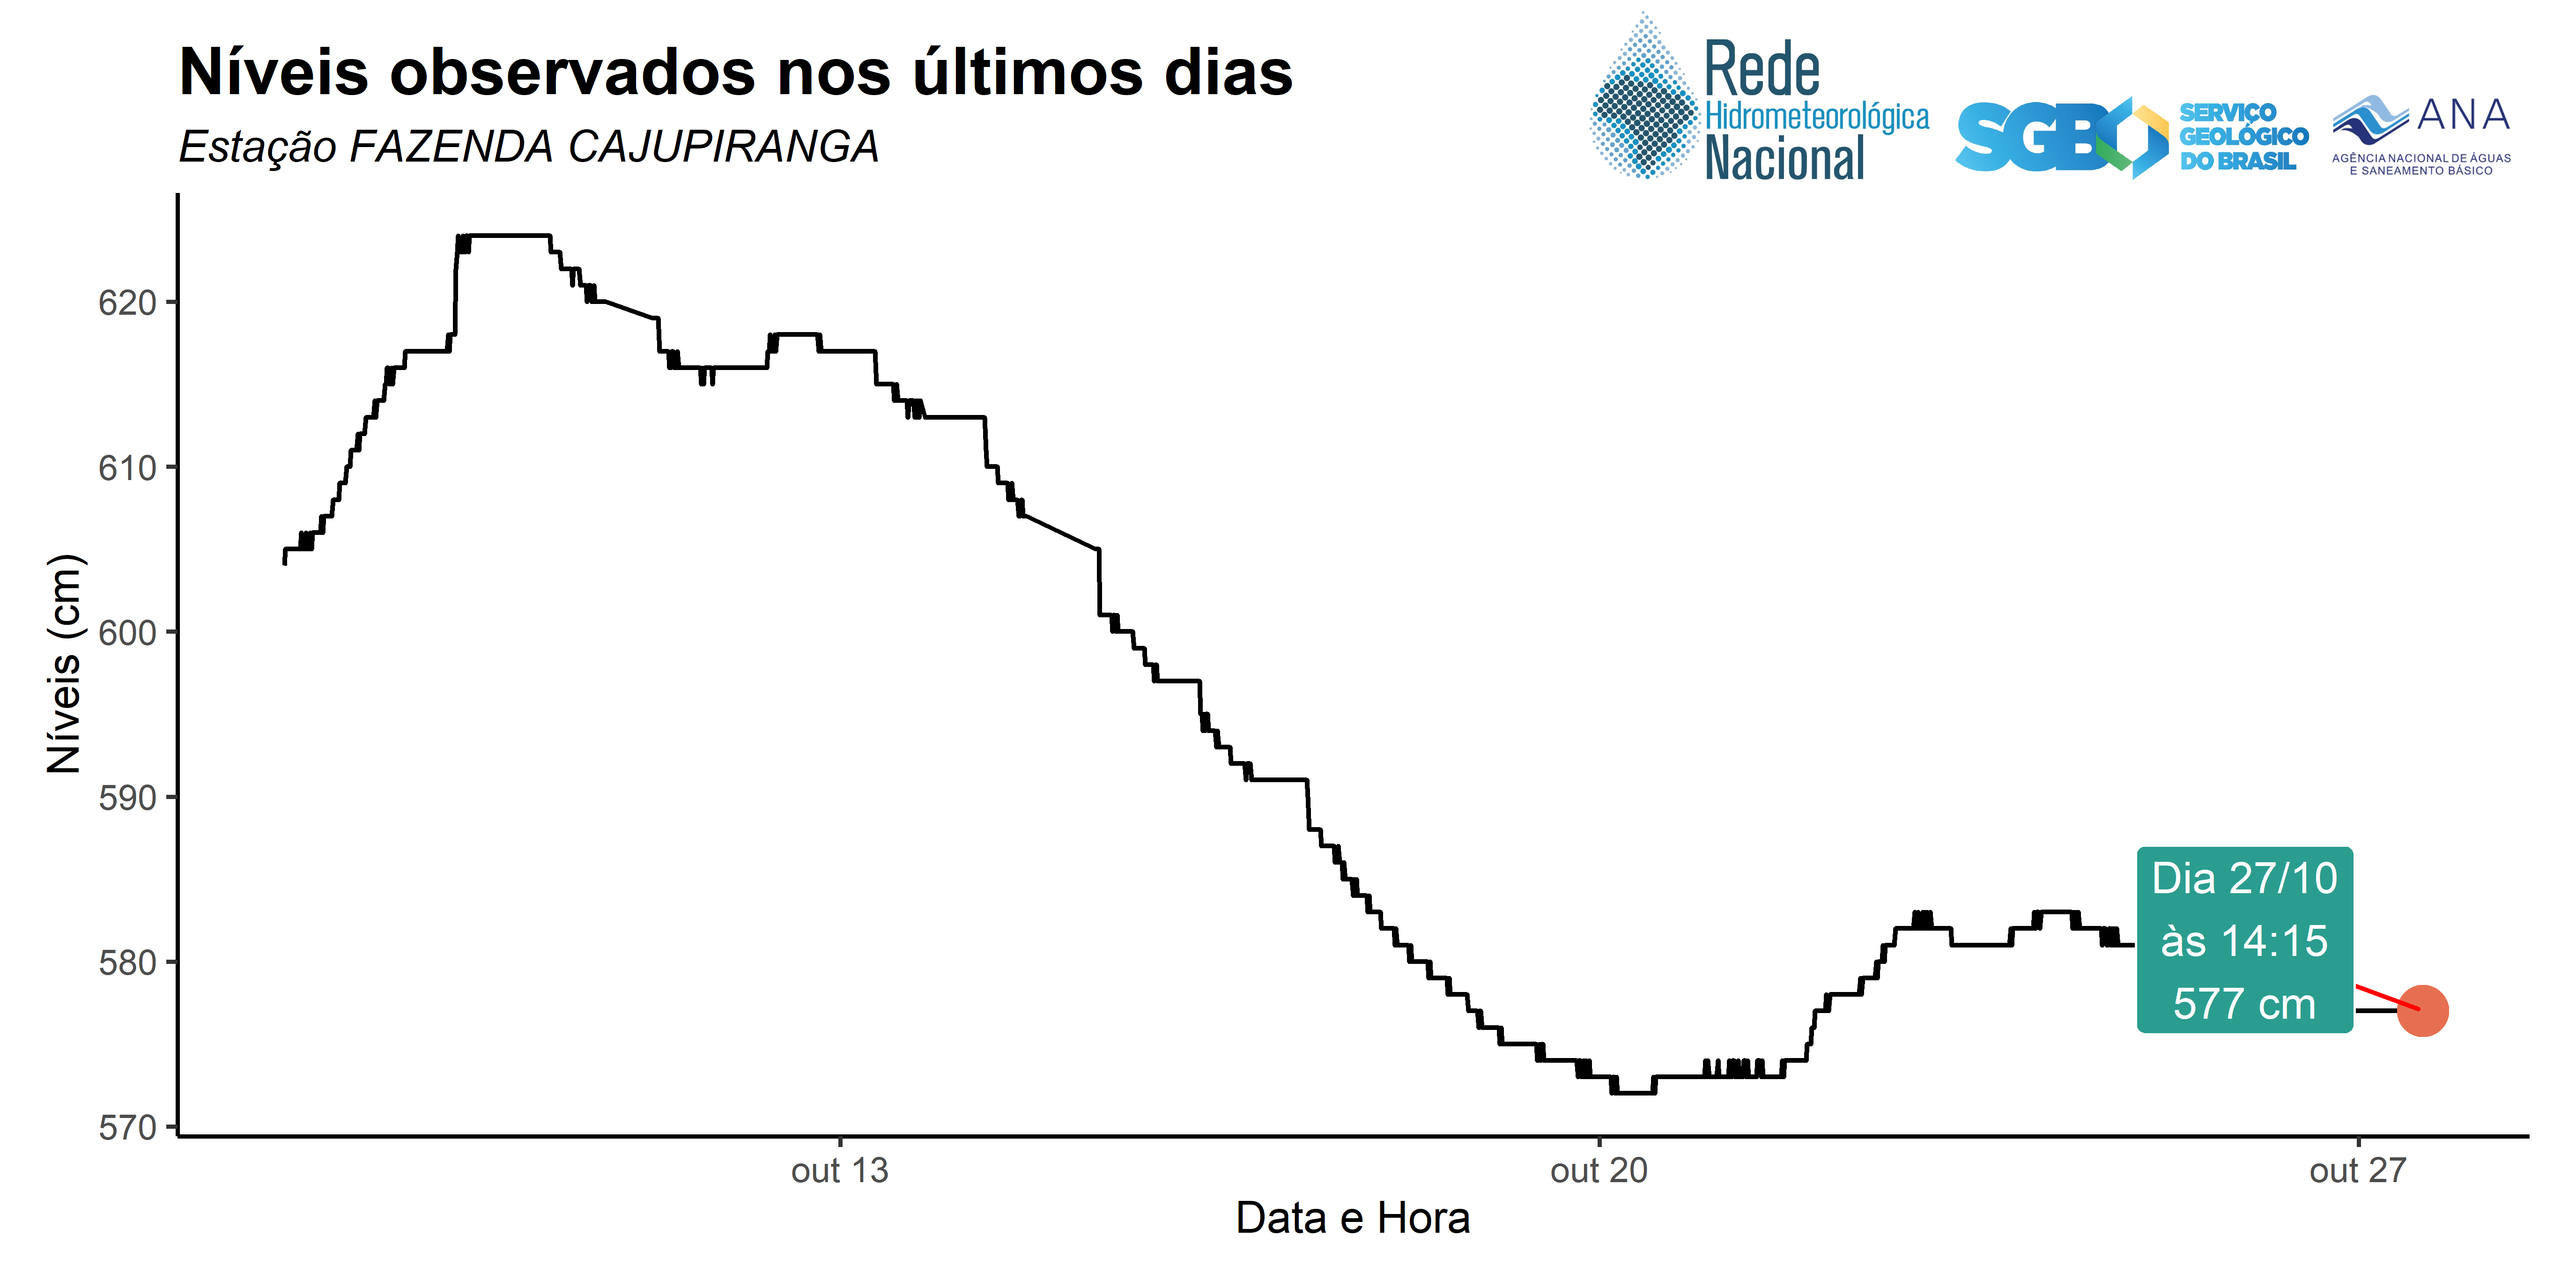 Níveis observados nos últimos dias
Estação FAZENDA CAJUPIRANGA
Rede
Hidrometeorológica
Nacional
SGB
SERVIÇO
GEOLÓGICO
DO BRASIL
ANA
AGÊNCIA NACIONAL DE ÁGUAS
E SANEAMENTO BÁSICO
Níveis (cm)
620
610
600
590
580
570
Dia 27/10
às 14:15
577 cm
out 13
out 20
out 27
Data e Hora